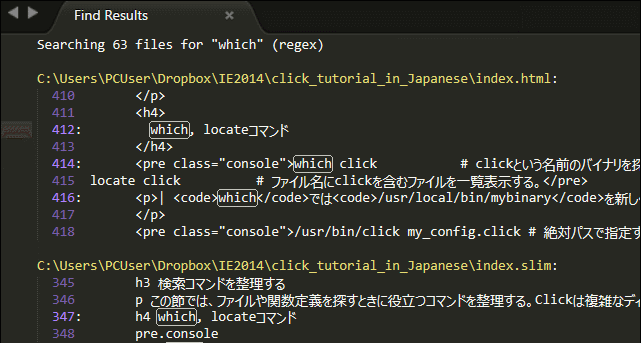 Find Results
Searching 63 files for "which" (regex)
C:\Users\PCUser\Dropbox\IE2014\click_tutorial_in_Japanese\index.html:
410 </p>
411 <h4>
412: which, locateコマンド
413 </h4>
414: <pre class="console">which click # clickという名前のバイナリを探
415 locate click # ファイル名にclickを含むファイルを一覧表示する。</pre>
416: <p>| <code>which</code>では<code>/usr/local/bin/mybinary</code>を新し
417 </p>
418 <pre class="console">/usr/bin/click my_config.click # 絶対パスで指定す
C:\Users\PCUser\Dropbox\IE2014\click_tutorial_in_Japanese\index.slim:
345 h3 検索コマンドを整理する
346 p この節では、ファイルや関数定義を探すときに役立つコマンドを整理する。Clickは複雑なディ
347: h4 which, locateコマンド
348 pre.console